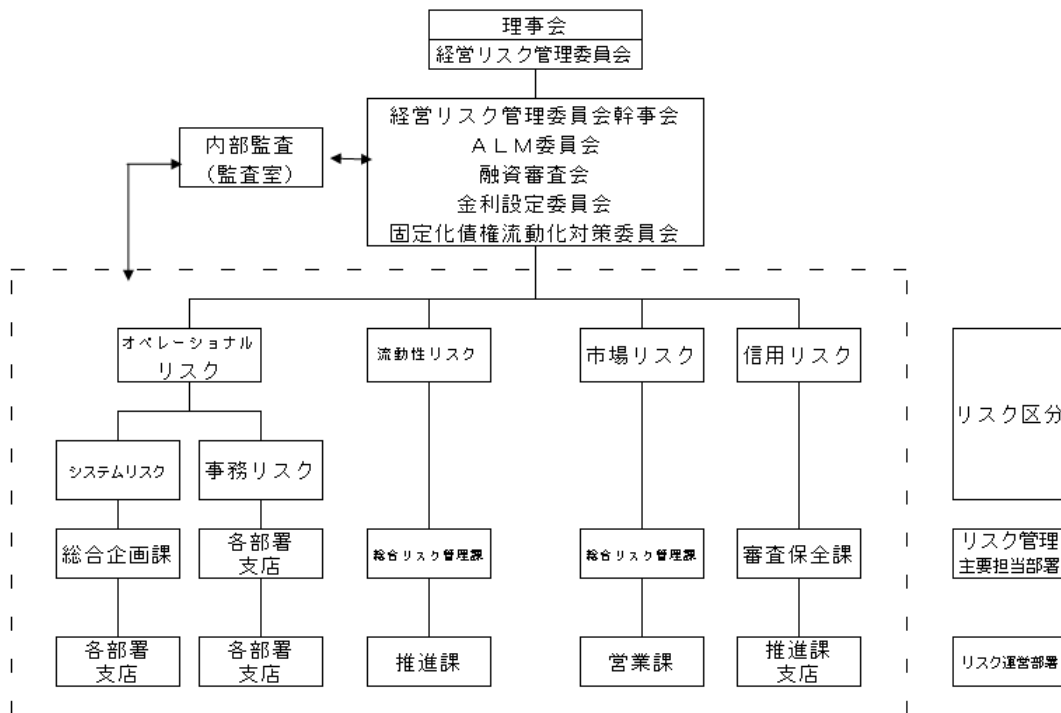 理事会
経営リスク管理委員会
経営リスク管理委員会幹事会
ＡＬＭ委員会
融資審査会
金利設定委員会
固定化債権流動化対策委員会
内部監査
（監査室）
オペレーショナル
リスク
流動性リスク
市場リスク
信用リスク
リスク区分
システムリスク
事務リスク
総合企画課
各部署
支店
総合リスク管理課
総合リスク管理課
審査保全課
リスク管理
主要担当部署
各部署
支店
各部署
支店
推進課
営業課
推進課
支店
リスク運営部署